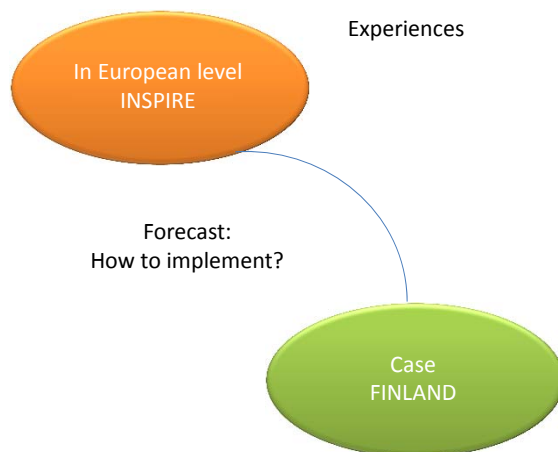 Experiences
In European level
INSPIRE
Forecast:
How to implement?
Case
FINLAND